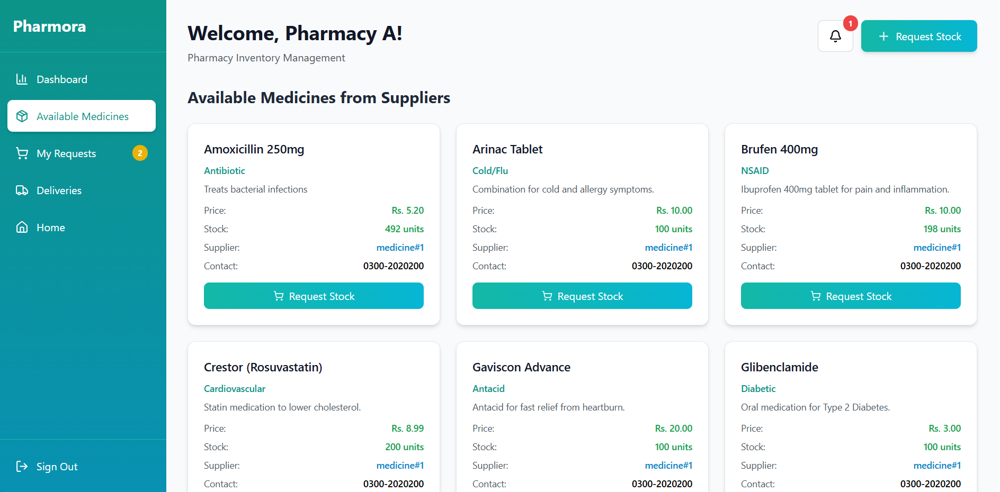 Pharmora
Dashboard
Available Medicines
My Requests 2
Deliveries
Home
Sign Out
Welcome, Pharmacy A!
Pharmacy Inventory Management
1
Request Stock
Available Medicines from Suppliers
Amoxicillin 250mg
Antibiotic
Treats bacterial infections
Price: Rs. 5.20
Stock: 492 units
Supplier: medicine#1
Contact: 0300-2020200
Request Stock
Arinac Tablet
Cold/Flu
Combination for cold and allergy symptoms.
Price: Rs. 10.00
Stock: 100 units
Supplier: medicine#1
Contact: 0300-2020200
Request Stock
Brufen 400mg
NSAID
Ibuprofen 400mg tablet for pain and inflammation.
Price: Rs. 10.00
Stock: 198 units
Supplier: medicine#1
Contact: 0300-2020200
Request Stock
Crestor (Rosuvastatin)
Cardiovascular
Statin medication to lower cholesterol.
Price: Rs. 8.99
Stock: 200 units
Supplier: medicine#1
Contact: 0300-2020200
Gaviscon Advance
Antacid
Antacid for fast relief from heartburn.
Price: Rs. 20.00
Stock: 100 units
Supplier: medicine#1
Contact: 0300-2020200
Glibenclamide
Diabetic
Oral medication for Type 2 Diabetes.
Price: Rs. 3.00
Stock: 100 units
Supplier: medicine#1
Contact: 0300-2020200